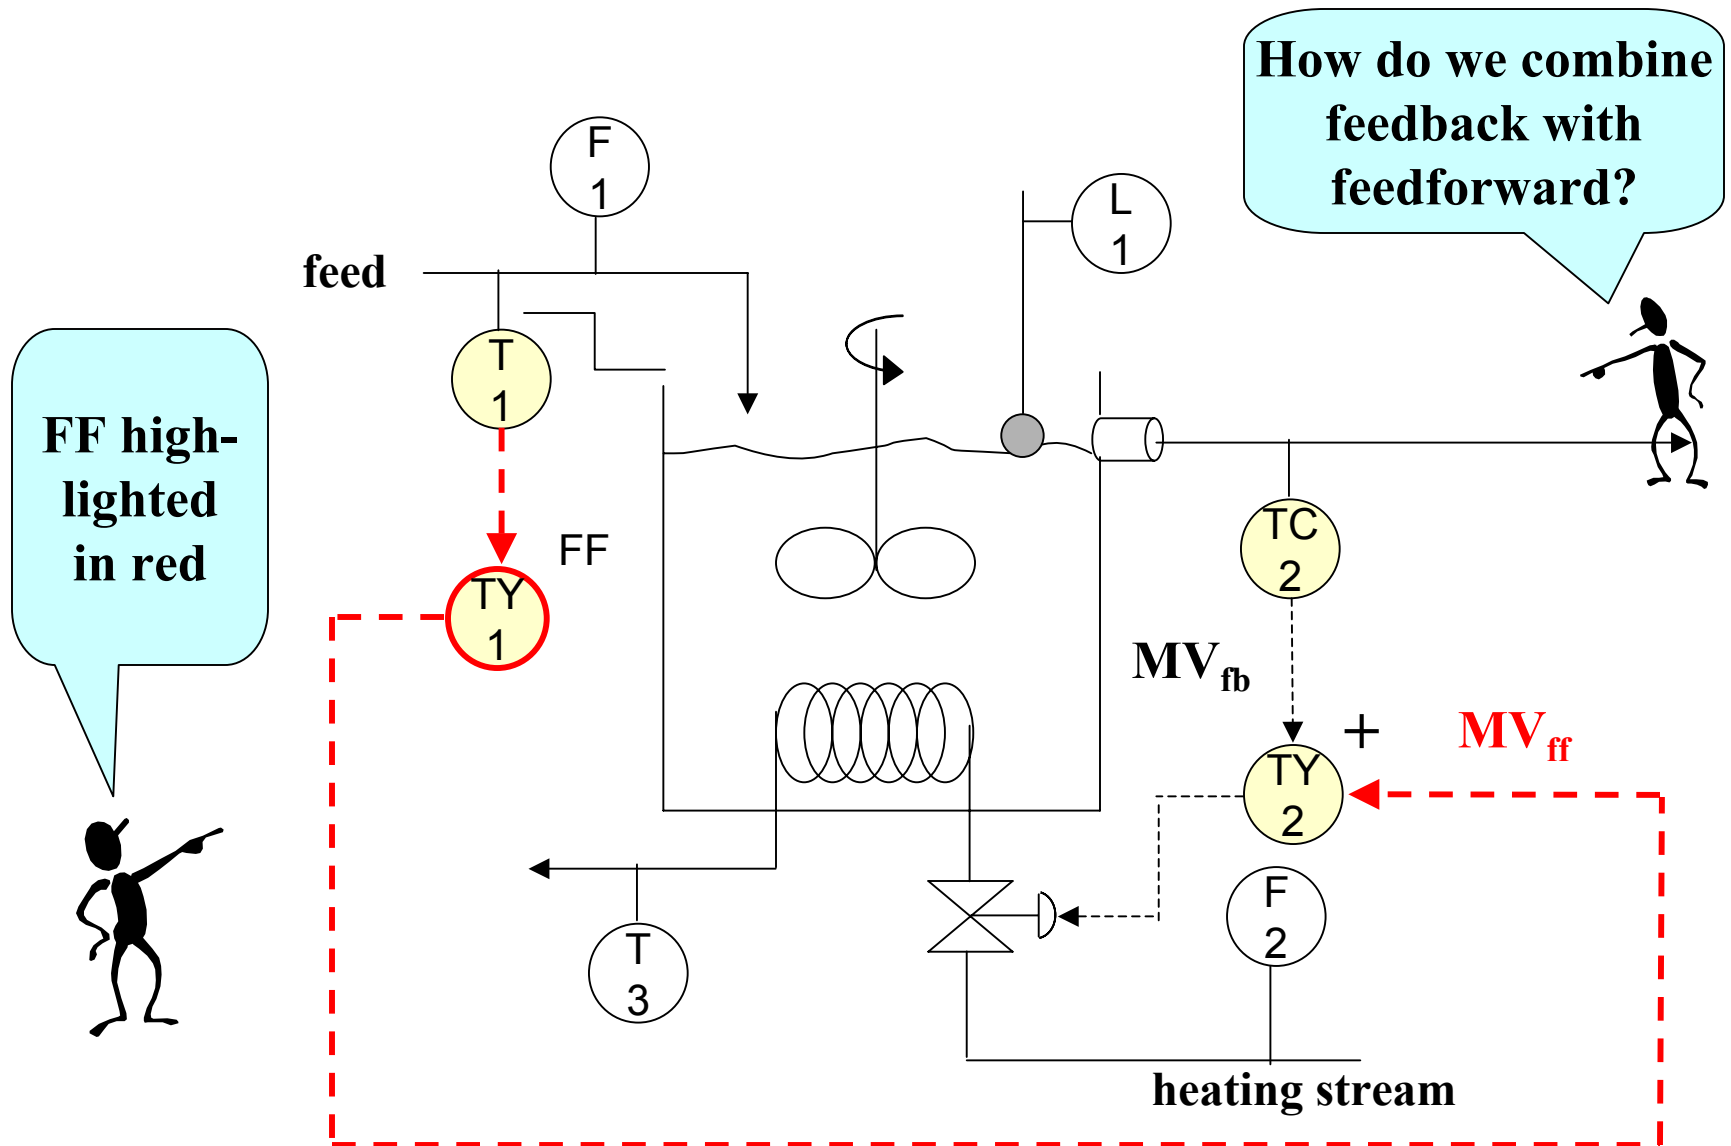 How do we combine
feedback with
feedforward?
F
1
L
1
feed
T
1
FF high-
lighted
in red
FF
TC
2
TY
1
MVfb
+
MVff
TY
2
F
2
T
3
heating stream